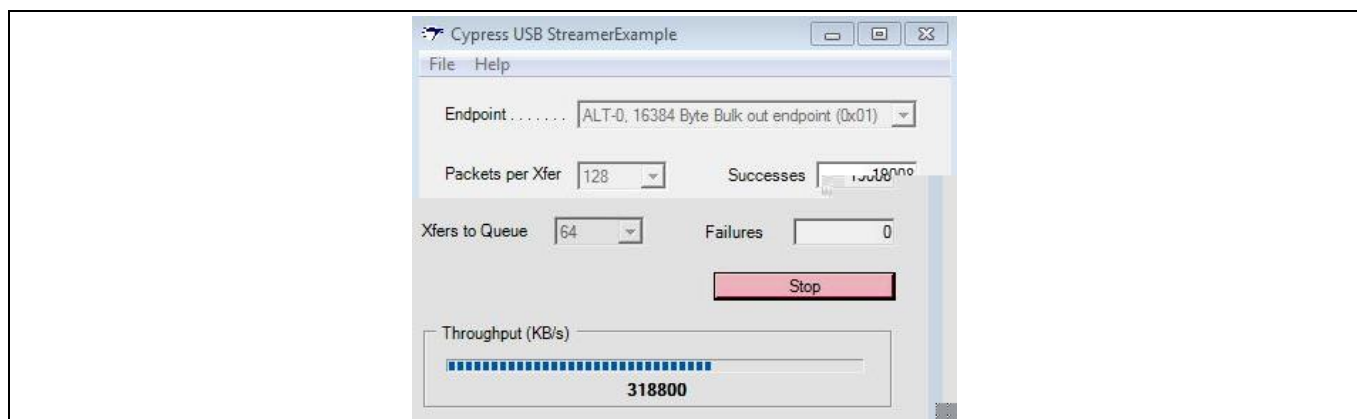 Cypress USB StreamerExample
File Help
Endpoint . . . . . . . ALT-0, 16384 Byte Bulk out endpoint (0x01)
Packets per Xfer 128 Successes
Xfers to Queue 64 Failures 0
Stop
Throughput (KB/s)
318800